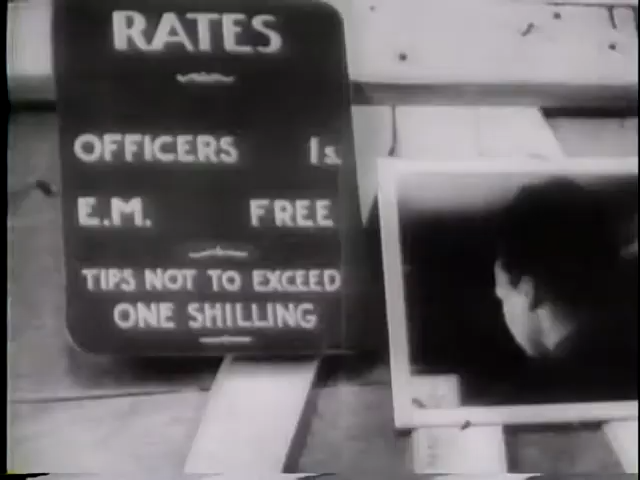 RATES
OFFICERS 1s.
E.M. FREE
TIPS NOT TO EXCEED
ONE SHILLING